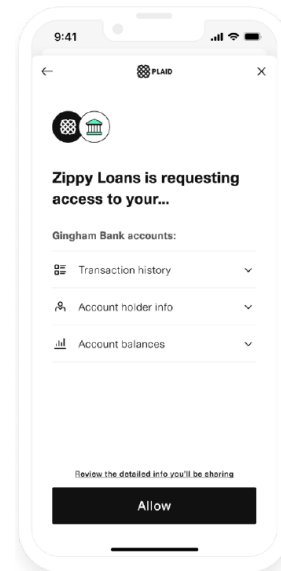 9:41
PLAID
Zippy Loans is requesting
access to your...
Gingham Bank accounts:
Transaction history
Account holder info
Account balances
Review the detailed info you'll be sharing
Allow